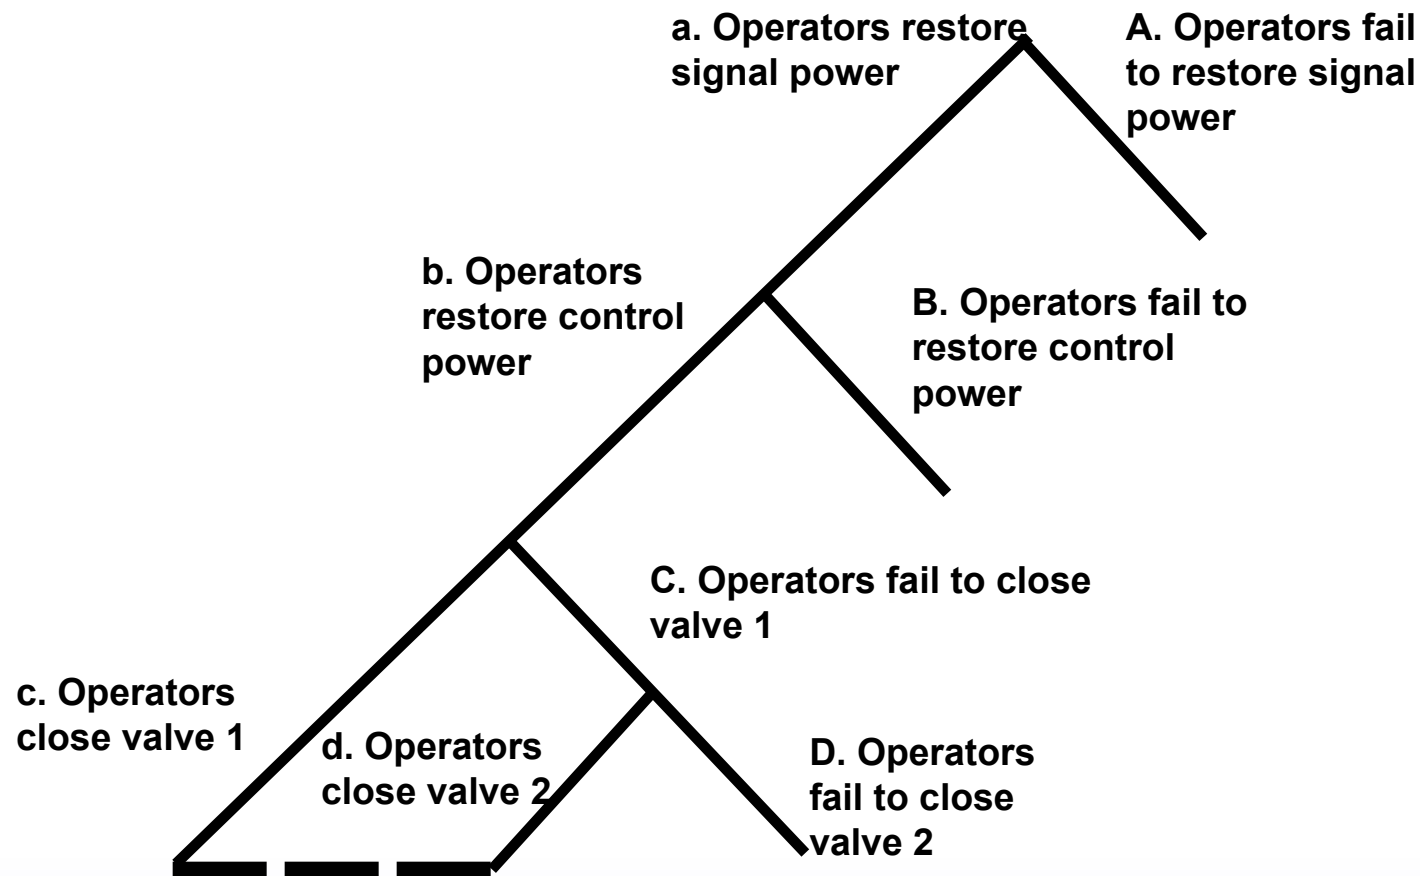 a. Operators restore
signal power
A. Operators fail
to restore signal
power
b. Operators
restore control
power
B. Operators fail to
restore control
power
C. Operators fail to close
valve 1
c. Operators
close valve 1
d. Operators
close valve 2
D. Operators
fail to close
valve 2